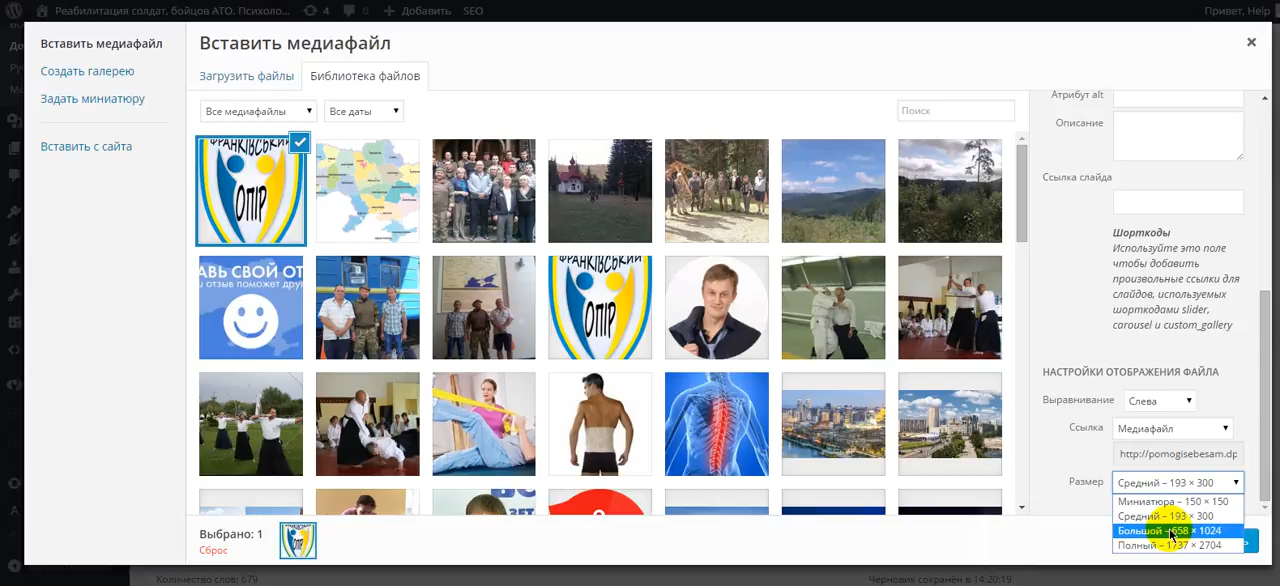 Реабилитация солдат, бойцов АТО. Психоло...
4
0
Добавить
SEO
Привет, Help
Вставить медиафайл
Создать галерею
Задать миниатюру
Вставить с сайта
Вставить медиафайл
×
Загрузить файлы
Библиотека файлов
Все медиафайлы
Все даты
Поиск
ФРАНКІВСЬКИЙ
ОПІР
АВЬ СВОЙ ОТ
и отзыв поможет друг
ОПІР
Атрибут alt
Описание
Ссылка слайда
Шорткоды
Используйте это поле
чтобы добавить
произвольные ссылки для
слайдов, используемых
шорткодами slider,
carousel и custom_gallery
НАСТРОЙКИ ОТОБРАЖЕНИЯ ФАЙЛА
Выравнивание
Слева
Ссылка
Медиафайл
http://pomogisebesam.dp
Размер
Средний – 193 × 300
Миниатюра – 150 × 150
Средний – 193 × 300
Большой – 658 × 1024
Полный – 1737 × 2704
Выбрано: 1
Сброс
Количество слов: 679
Черновик сохранён в 14:20:19